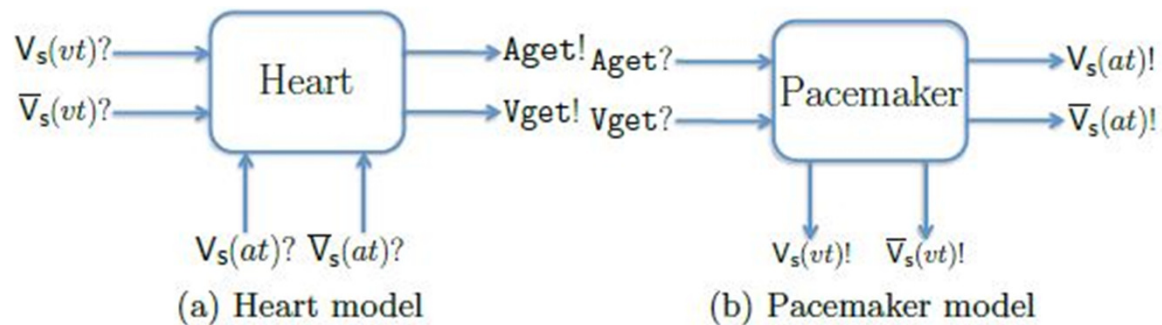 Vs(vt)?
V̅s(vt)?
Heart
Aget!
Vget!
Vs(at)? V̅s(at)?
(a) Heart model
Aget?
Vget?
Pacemaker
Vs(at)!
V̅s(at)!
Vs(vt)! V̅s(vt)!
(b) Pacemaker model